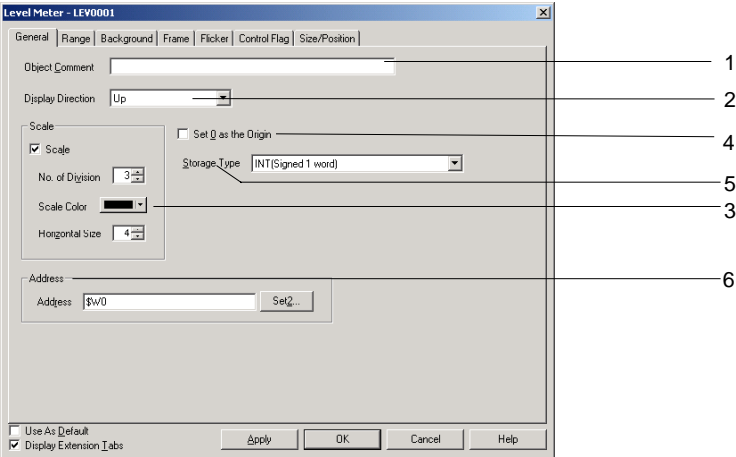 Level Meter - LEV0001
General Range Background Frame Flicker Control Flag Size/Position
Object Comment 1
Display Direction Up 2
Scale
Set 0 as the Origin 4
Scale
Storage Type INT(Signed 1 word)
No. of Division 3
5
Scale Color 3
Horizontal Size 4
Address 6
Address $W0 Set2...
Use As Default
Display Extension Tabs
Apply OK Cancel Help